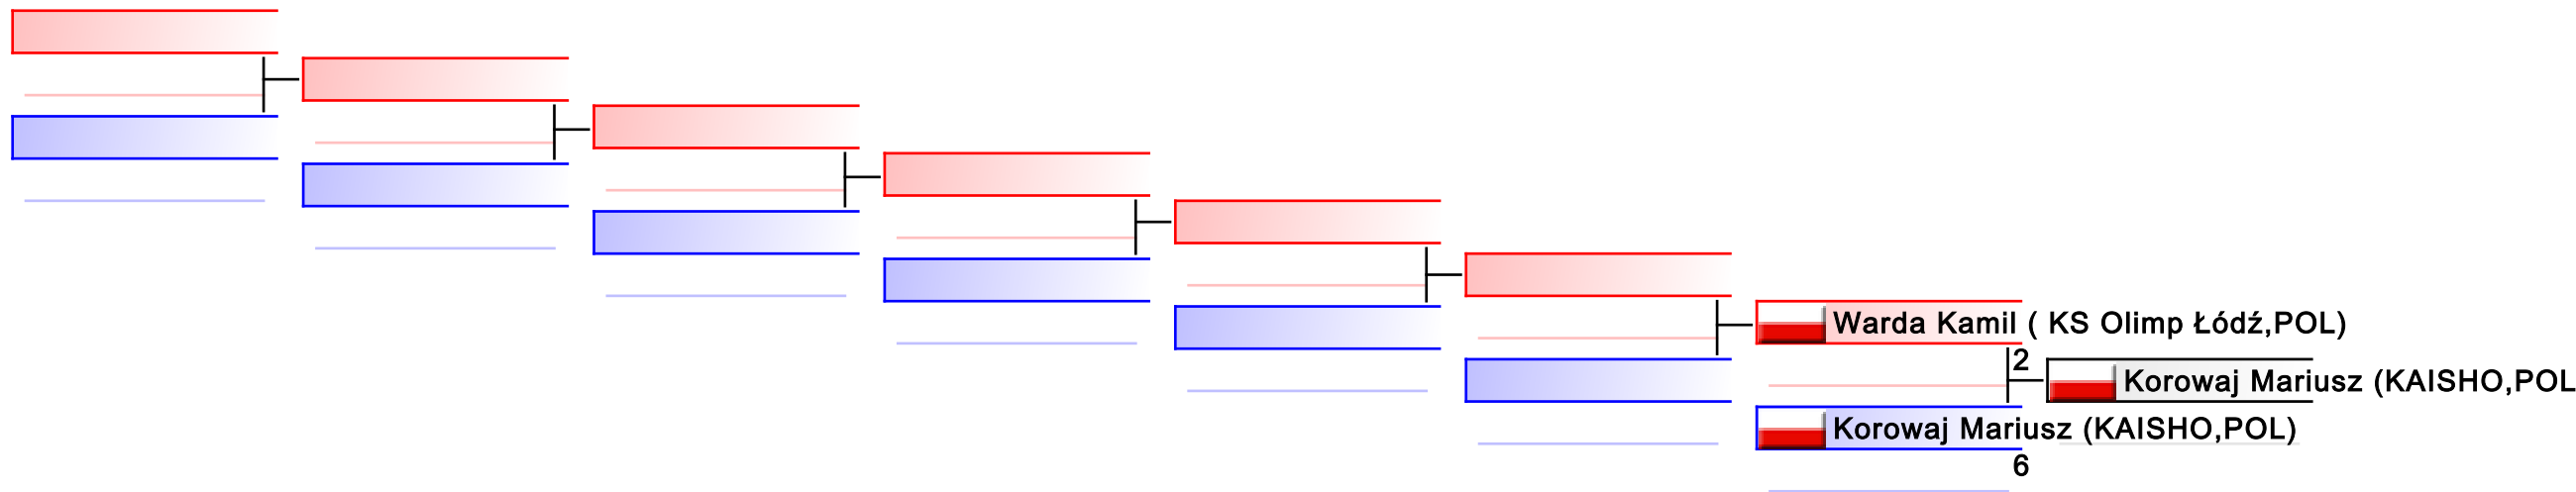 Warda Kamil ( KS Olimp Łódź,POL)
2
Korowaj Mariusz (KAISHO,POL
Korowaj Mariusz (KAISHO,POL)
6